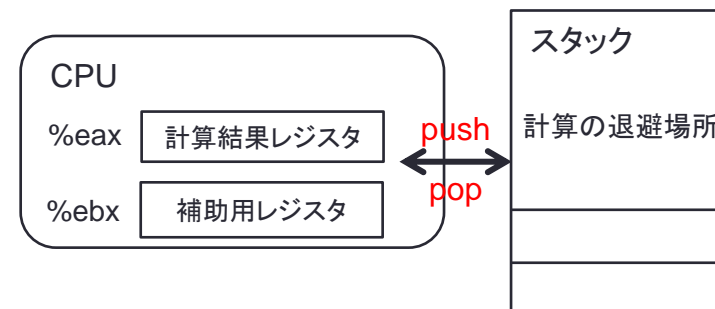 CPU
%eax
計算結果レジスタ
%ebx
補助用レジスタ
push
pop
スタック
計算の退避場所